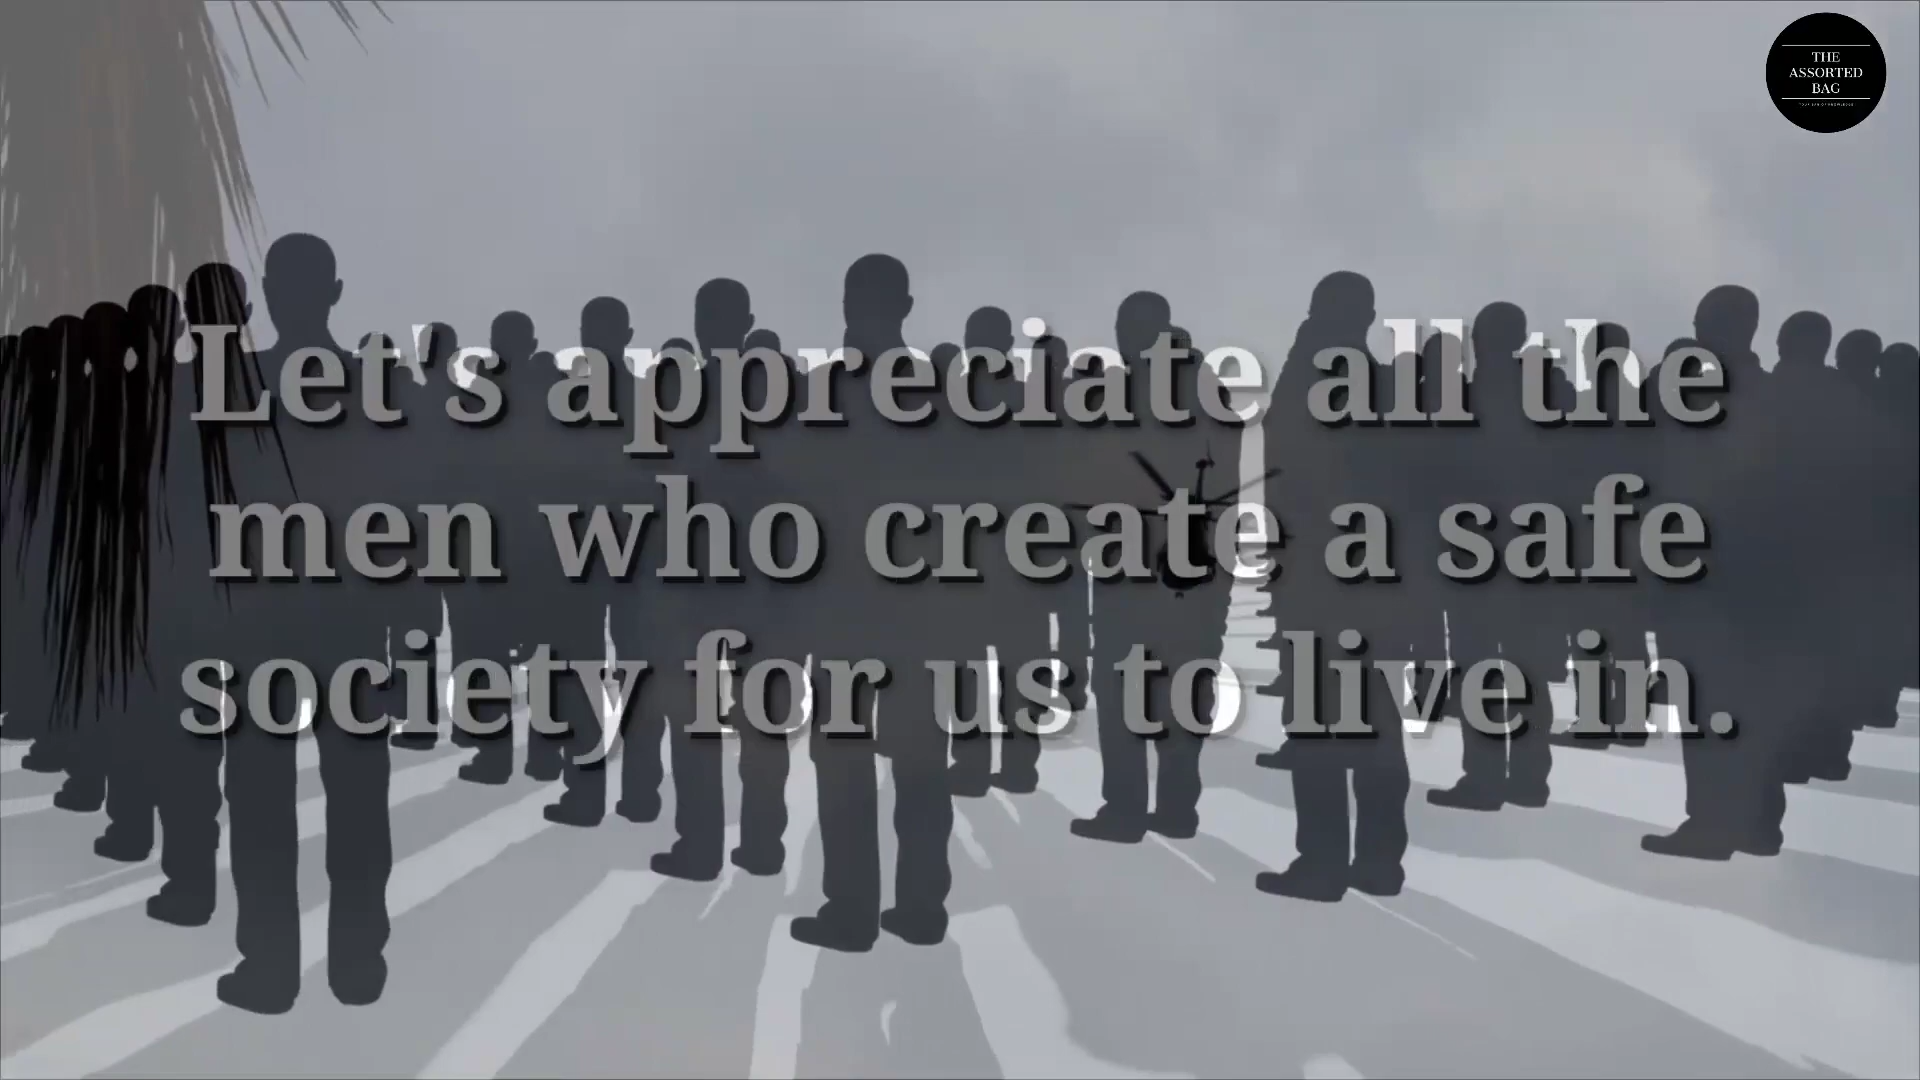 THE
ASSORTED
BAG
Let's appreciate all the
men who create a safe
society for us to live in.